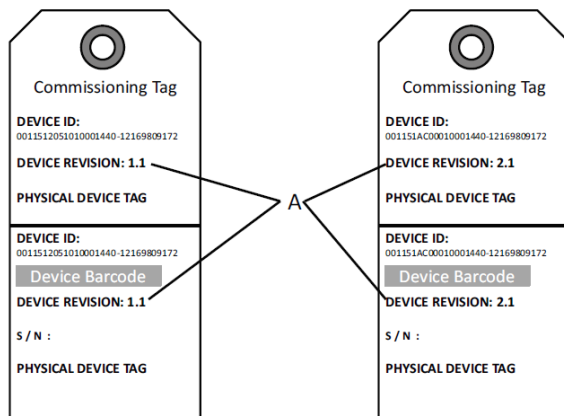 Commissioning Tag
DEVICE ID:
0011512051010001440-12169809172
DEVICE REVISION: 1.1
PHYSICAL DEVICE TAG
DEVICE ID:
0011512051010001440-12169809172
Device Barcode
DEVICE REVISION: 1.1
S / N :
PHYSICAL DEVICE TAG
A
Commissioning Tag
DEVICE ID:
001151AC00010001440-12169809172
DEVICE REVISION: 2.1
PHYSICAL DEVICE TAG
DEVICE ID:
001151AC00010001440-12169809172
Device Barcode
DEVICE REVISION: 2.1
S / N :
PHYSICAL DEVICE TAG